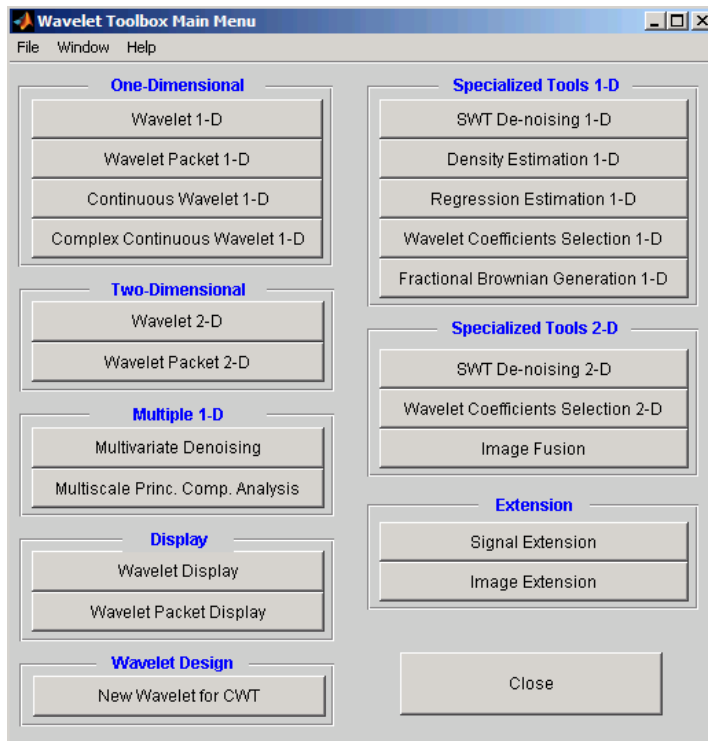 Wavelet Toolbox Main Menu
File Window Help
One-Dimensional
Wavelet 1-D
Wavelet Packet 1-D
Continuous Wavelet 1-D
Complex Continuous Wavelet 1-D
Two-Dimensional
Wavelet 2-D
Wavelet Packet 2-D
Multiple 1-D
Multivariate Denoising
Multiscale Princ. Comp. Analysis
Display
Wavelet Display
Wavelet Packet Display
Wavelet Design
New Wavelet for CWT
Specialized Tools 1-D
SWT De-noising 1-D
Density Estimation 1-D
Regression Estimation 1-D
Wavelet Coefficients Selection 1-D
Fractional Brownian Generation 1-D
Specialized Tools 2-D
SWT De-noising 2-D
Wavelet Coefficients Selection 2-D
Image Fusion
Extension
Signal Extension
Image Extension
Close